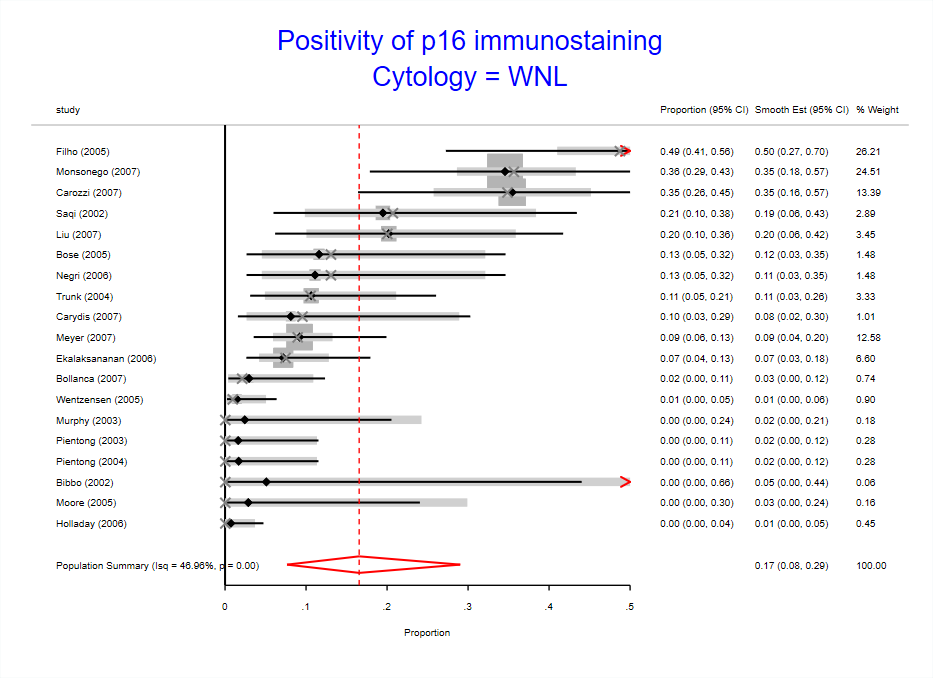 Positivity of p16 immunostaining
Cytology = WNL
study Proportion (95% CI) Smooth Est (95% CI) % Weight
Filho (2005) 0.49 (0.41, 0.56) 0.50 (0.27, 0.70) 26.21
Monsonego (2007) 0.36 (0.29, 0.43) 0.35 (0.18, 0.57) 24.51
Carozzi (2007) 0.35 (0.26, 0.45) 0.35 (0.16, 0.57) 13.39
Saqi (2002) 0.21 (0.10, 0.38) 0.19 (0.06, 0.43) 2.89
Liu (2007) 0.20 (0.10, 0.36) 0.20 (0.06, 0.42) 3.45
Bose (2005) 0.13 (0.05, 0.32) 0.12 (0.03, 0.35) 1.48
Negri (2006) 0.13 (0.05, 0.32) 0.11 (0.03, 0.35) 1.48
Trunk (2004) 0.11 (0.05, 0.21) 0.11 (0.03, 0.26) 3.33
Carydis (2007) 0.10 (0.03, 0.29) 0.08 (0.02, 0.30) 1.01
Meyer (2007) 0.09 (0.06, 0.13) 0.09 (0.04, 0.20) 12.58
Ekalaksananan (2006) 0.07 (0.04, 0.13) 0.07 (0.03, 0.18) 6.60
Bollanca (2007) 0.02 (0.00, 0.11) 0.03 (0.00, 0.12) 0.74
Wentzensen (2005) 0.01 (0.00, 0.05) 0.01 (0.00, 0.06) 0.90
Murphy (2003) 0.00 (0.00, 0.24) 0.02 (0.00, 0.21) 0.18
Pientong (2003) 0.00 (0.00, 0.11) 0.02 (0.00, 0.12) 0.28
Pientong (2004) 0.00 (0.00, 0.11) 0.02 (0.00, 0.12) 0.28
Bibbo (2002) 0.00 (0.00, 0.66) 0.05 (0.00, 0.44) 0.06
Moore (2005) 0.00 (0.00, 0.30) 0.03 (0.00, 0.24) 0.16
Holladay (2006) 0.00 (0.00, 0.04) 0.01 (0.00, 0.05) 0.45
Population Summary (Isq = 46.96%, p = 0.00) 0.17 (0.08, 0.29) 100.00
0 .1 .2 .3 .4 .5
Proportion